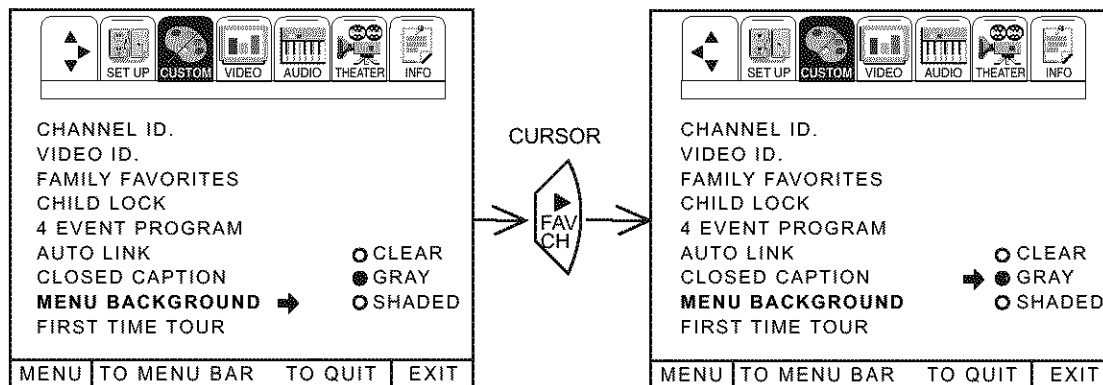 SET UP CUSTOM VIDEO AUDIO THEATER INFO
CHANNEL ID.
VIDEO ID.
FAMILY FAVORITES
CHILD LOCK
4 EVENT PROGRAM
AUTO LINK CLEAR
CLOSED CAPTION GRAY
MENU BACKGROUND SHADED
FIRST TIME TOUR
MENU TO MENU BAR TO QUIT EXIT
CURSOR
FAV
CH
SET UP CUSTOM VIDEO AUDIO THEATER INFO
CHANNEL ID.
VIDEO ID.
FAMILY FAVORITES
CHILD LOCK
4 EVENT PROGRAM
AUTO LINK CLEAR
CLOSED CAPTION GRAY
MENU BACKGROUND SHADED
FIRST TIME TOUR
MENU TO MENU BAR TO QUIT EXIT